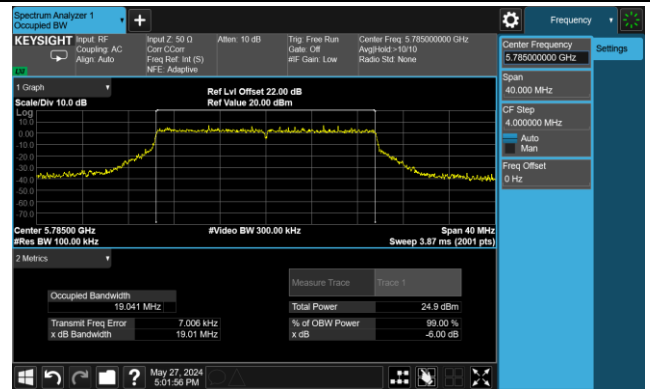 Spectrum Analyzer 1
Occupied BW
Frequency
KEYSIGHT
Input: RF
Coupling: AC
Align: Auto
Input Z: 50 Ω
Corr CCorr
Freq Ref: Int (S)
NFE: Adaptive
Atten: 10 dB
Trig: Free Run
Gate: Off
#IF Gain: Low
Center Freq: 5.785000000 GHz
Avg|Hold:>10/10
Radio Std: None
Center Frequency
5.785000000 GHz
Settings
Span
40.000 MHz
CF Step
4.000000 MHz
Auto
Man
Freq Offset
0 Hz
1 Graph
Scale/Div 10.0 dB
Ref Lvl Offset 22.00 dB
Ref Value 20.00 dBm
Log
10.0
0.00
-10.0
-20.0
-30.0
-40.0
-50.0
-60.0
-70.0
Center 5.78500 GHz
#Res BW 100.00 kHz
#Video BW 300.00 kHz
Span 40 MHz
Sweep 3.87 ms (2001 pts)
2 Metrics
Measure Trace
Trace 1
Occupied Bandwidth
19.041 MHz
Total Power
24.9 dBm
Transmit Freq Error
7.006 kHz
% of OBW Power
99.00 %
x dB Bandwidth
19.01 MHz
x dB
-6.00 dB
?
May 27, 2024
5:01:56 PM